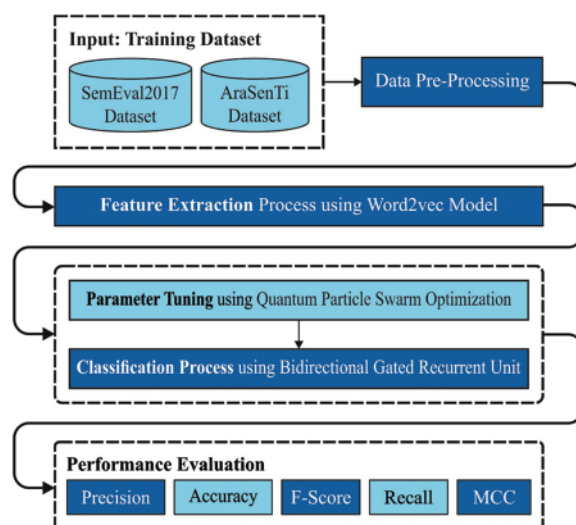 Input: Training Dataset
SemEval2017
Dataset
AraSenTi
Dataset
Data Pre-Processing
Feature Extraction Process using Word2vec Model
Parameter Tuning using Quantum Particle Swarm Optimization
Classification Process using Bidirectional Gated Recurrent Unit
Performance Evaluation
Precision
Accuracy
F-Score
Recall
MCC